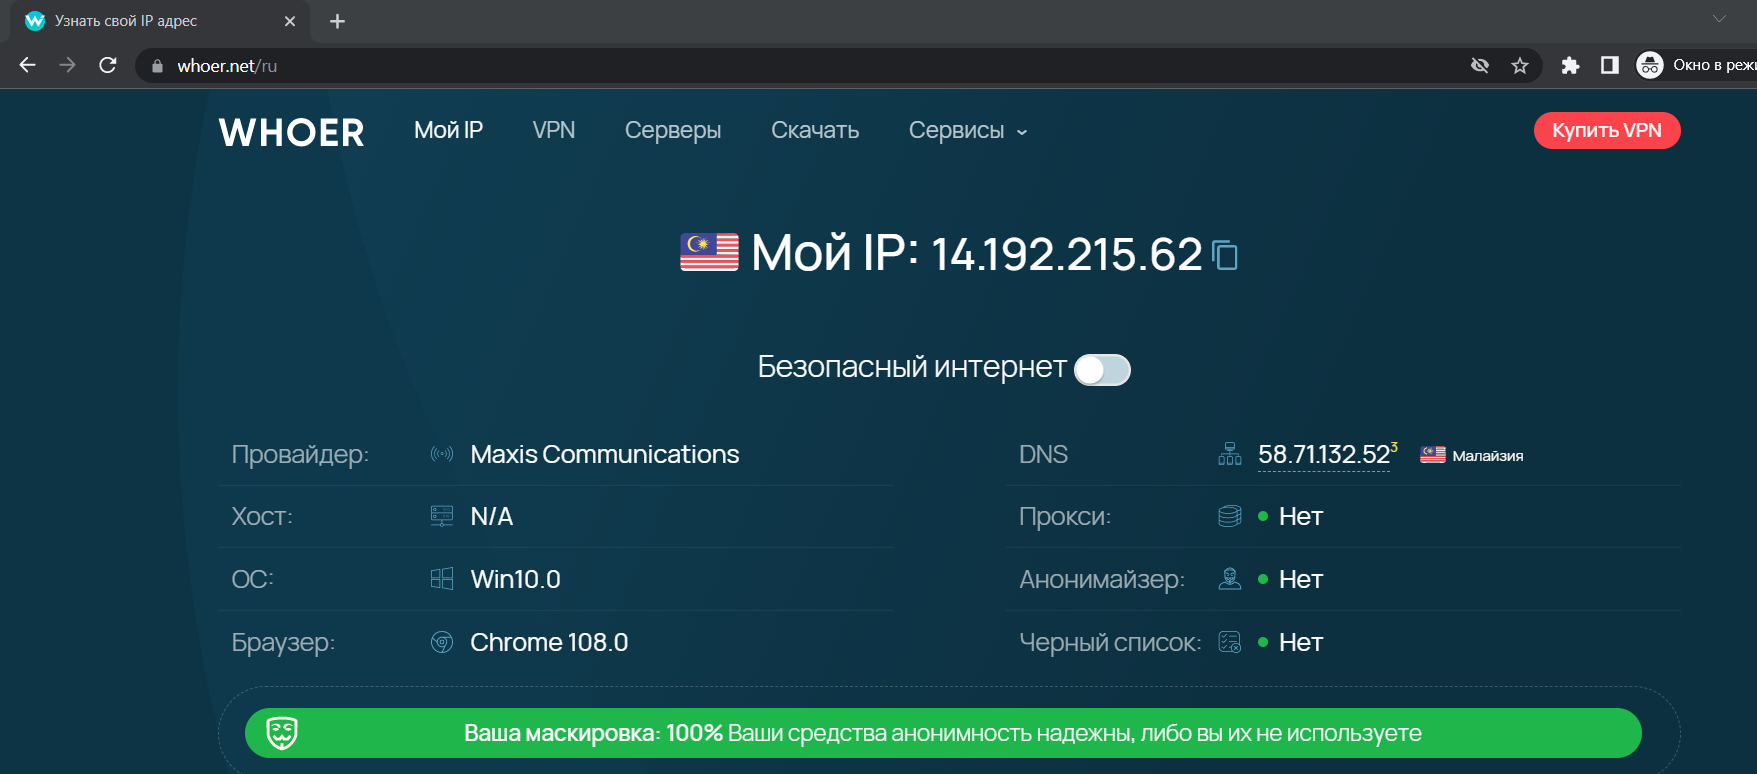 Узнать свой IP адрес
whoer.net/ru
Окно в режи
WHOER Мой IP VPN Серверы Скачать Сервисы Купить VPN
Мой IP: 14.192.215.62
Безопасный интернет
Провайдер: Maxis Communications
DNS 58.71.132.52³ Малайзия
Хост: N/A
Прокси: Нет
ОС: Win10.0
Анонимайзер: Нет
Браузер: Chrome 108.0
Черный список: Нет
Ваша маскировка: 100% Ваши средства анонимность надежны, либо вы их не используете